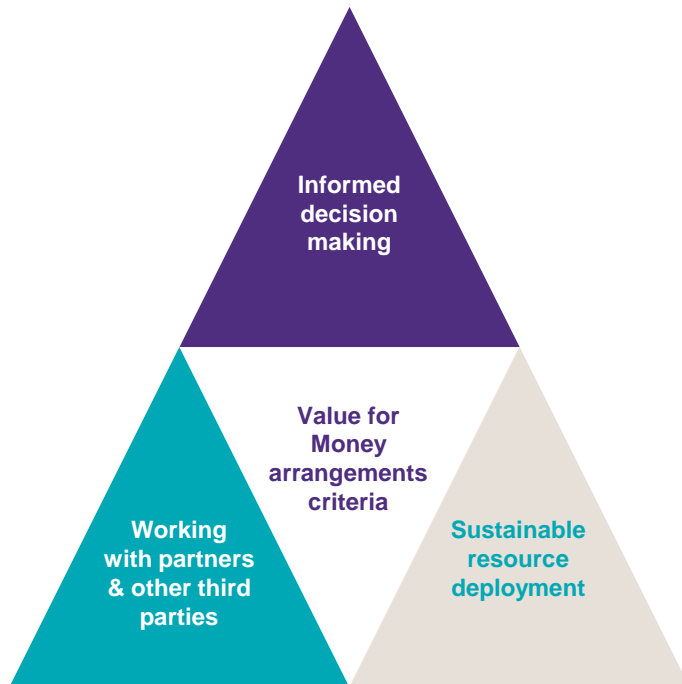 Informed
decision
making
Value for
Money
arrangements
criteria
Working
with partners
& other third
parties
Sustainable
resource
deployment